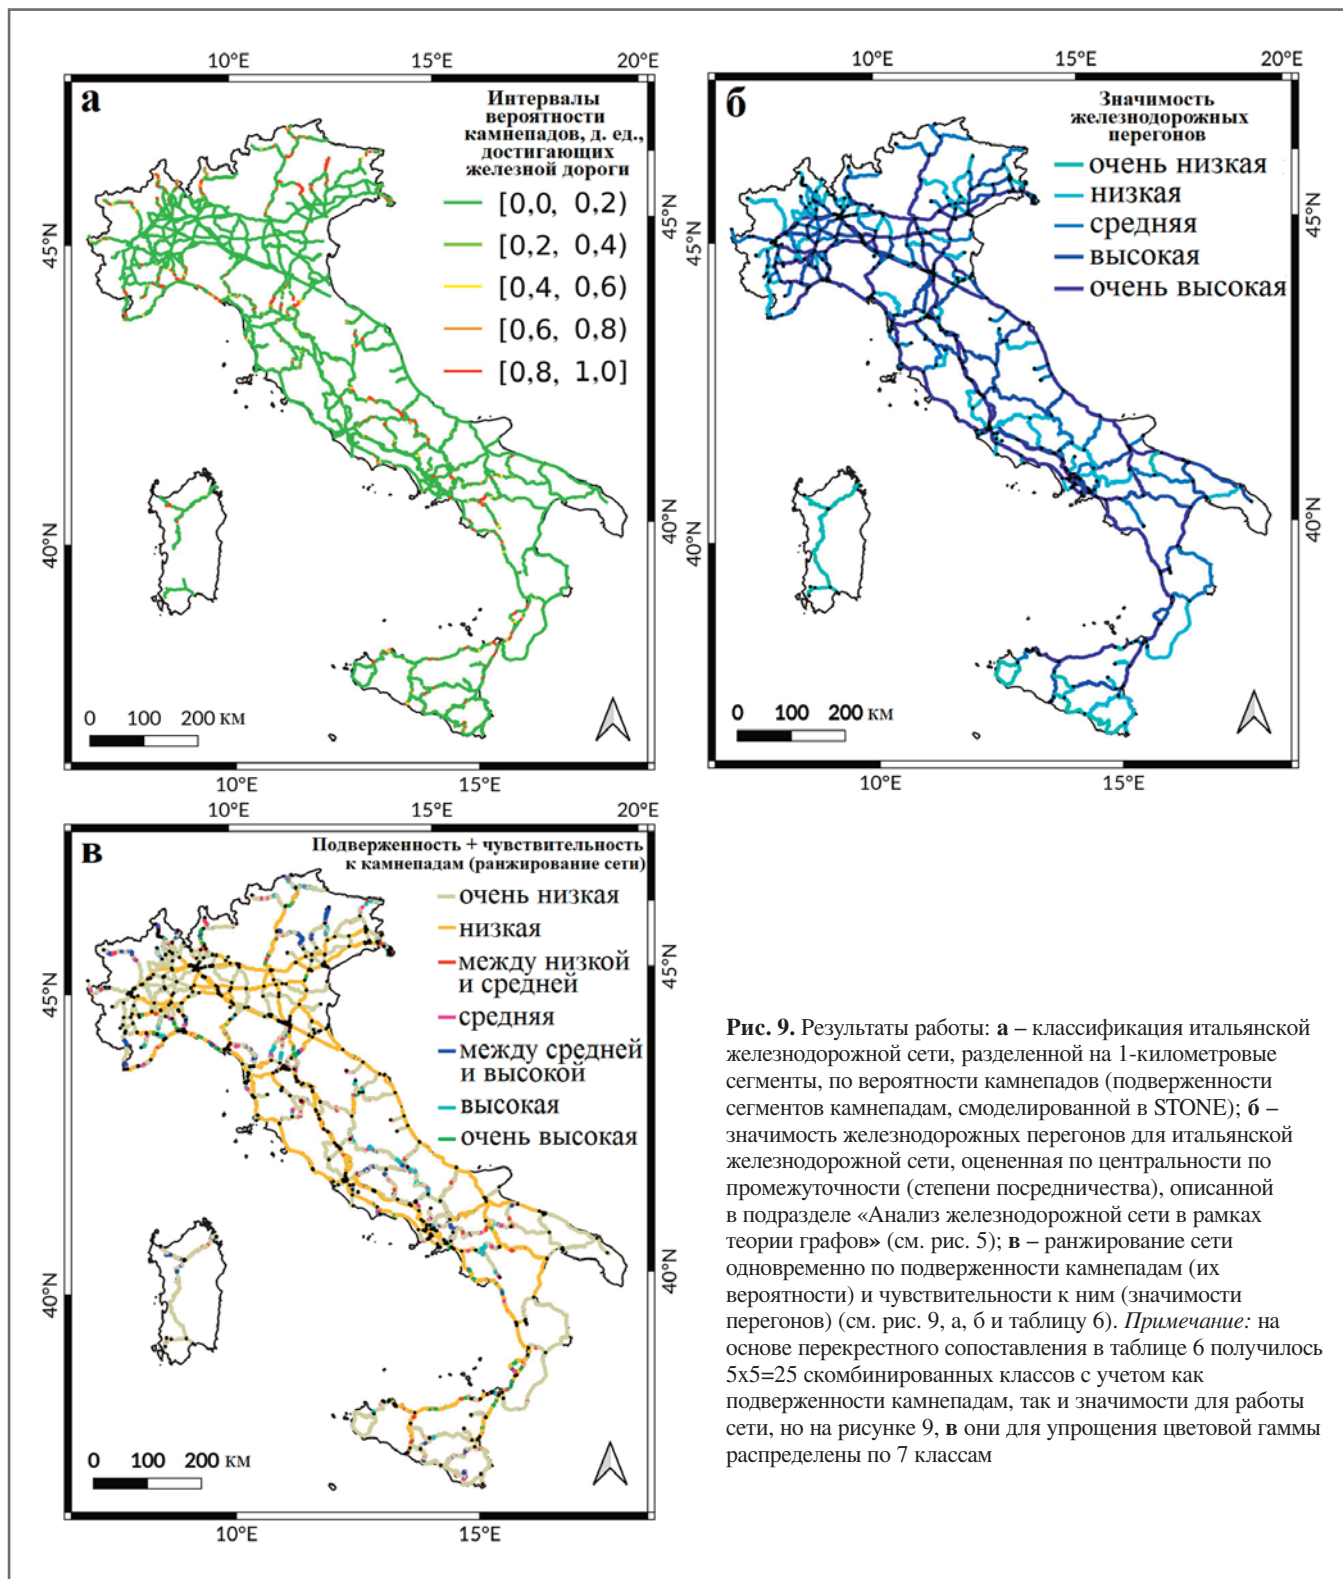 10°E 15°E 20°E
а
Интервалы
вероятности
камнепадов, д. ед.,
достигающих
железной дороги
[0,0, 0,2)
[0,2, 0,4)
[0,4, 0,6)
[0,6, 0,8)
[0,8, 1,0]
45°N
45°N
40°N
40°N
0 100 200 км
10°E 15°E
10°E 15°E 20°E
б
Значимость
железнодорожных
перегонов
очень низкая
низкая
средняя
высокая
очень высокая
45°N
45°N
40°N
40°N
0 100 200 км
10°E 15°E
10°E 15°E 20°E
в
Подверженность + чувствительность
к камнепадам (ранжирование сети)
очень низкая
низкая
между низкой
и средней
средняя
между средней
и высокой
высокая
очень высокая
45°N
45°N
40°N
40°N
0 100 200 км
10°E 15°E
Рис. 9. Результаты работы: а – классификация итальянской
железнодорожной сети, разделенной на 1-километровые
сегменты, по вероятности камнепадов (подверженности
сегментов камнепадам, смоделированной в STONE); б –
значимость железнодорожных перегонов для итальянской
железнодорожной сети, оцененная по центральности по
промежуточности (степени посредничества), описанной
в подразделе «Анализ железнодорожной сети в рамках
теории графов» (см. рис. 5); в – ранжирование сети
одновременно по подверженности камнепадам (их
вероятности) и чувствительности к ним (значимости
перегонов) (см. рис. 9, а, б и таблицу 6). Примечание: на
основе перекрестного сопоставления в таблице 6 получилось
5х5=25 скомбинированных классов с учетом как
подверженности камнепадам, так и значимости для работы
сети, но на рисунке 9, в они для упрощения цветовой гаммы
распределены по 7 классам